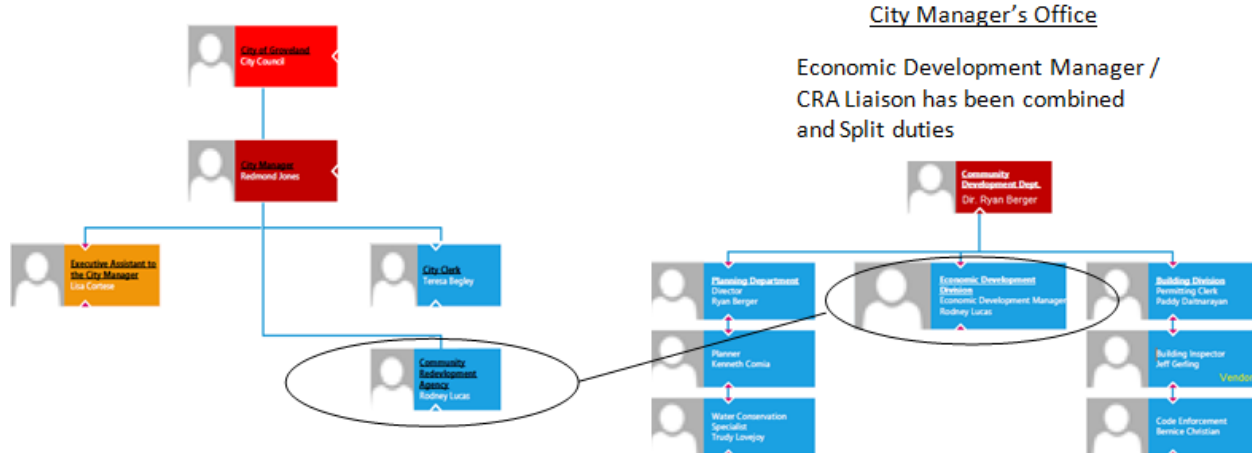 City Manager's Office
Economic Development Manager /
CRA Liaison has been combined
and Split duties
City of Groveland
City Council
City Manager
Redmond Jones
Executive Assistant to
the City Manager
Lisa Cortese
City Clerk
Teresa Begley
Community
Redevlopment
Agency
Rodney Lucas
Community
Development Dept.
Dir. Ryan Berger
Planning Department
Director
Ryan Berger
Planner
Kenneth Comia
Water Conservation
Specialist
Trudy Lovejoy
Economic Development
Division
Economic Development Manager
Rodney Lucas
Building Division
Permitting Clerk
Paddy Datnarayan
Building Inspector
Jeff Gerling
Vendor
Code Enforcement
Bernice Christian